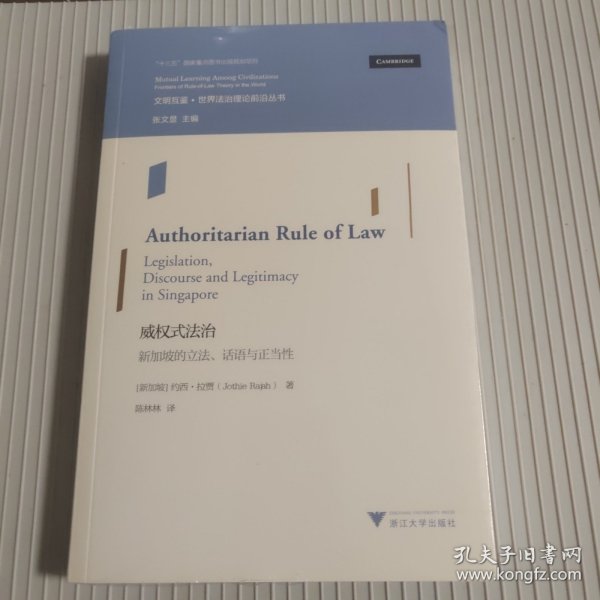 “十三五”国家重点图书出版规划项目
CAMBRIDGE
Mutual Learning Among Civilizations
Frontiers of Rule-of-Law Theory in the World
文明互鉴·世界法治理论前沿丛书
张文显 主编
Authoritarian Rule of Law
Legislation,
Discourse and Legitimacy
in Singapore
威权式法治
新加坡的立法、话语与正当性
[新加坡] 约西·拉贾（Jothie Rajah） 著
陈林林 译
ZHEJIANG UNIVERSITY PRESS
浙江大学出版社
孔夫子旧书网
www.kongfz.com